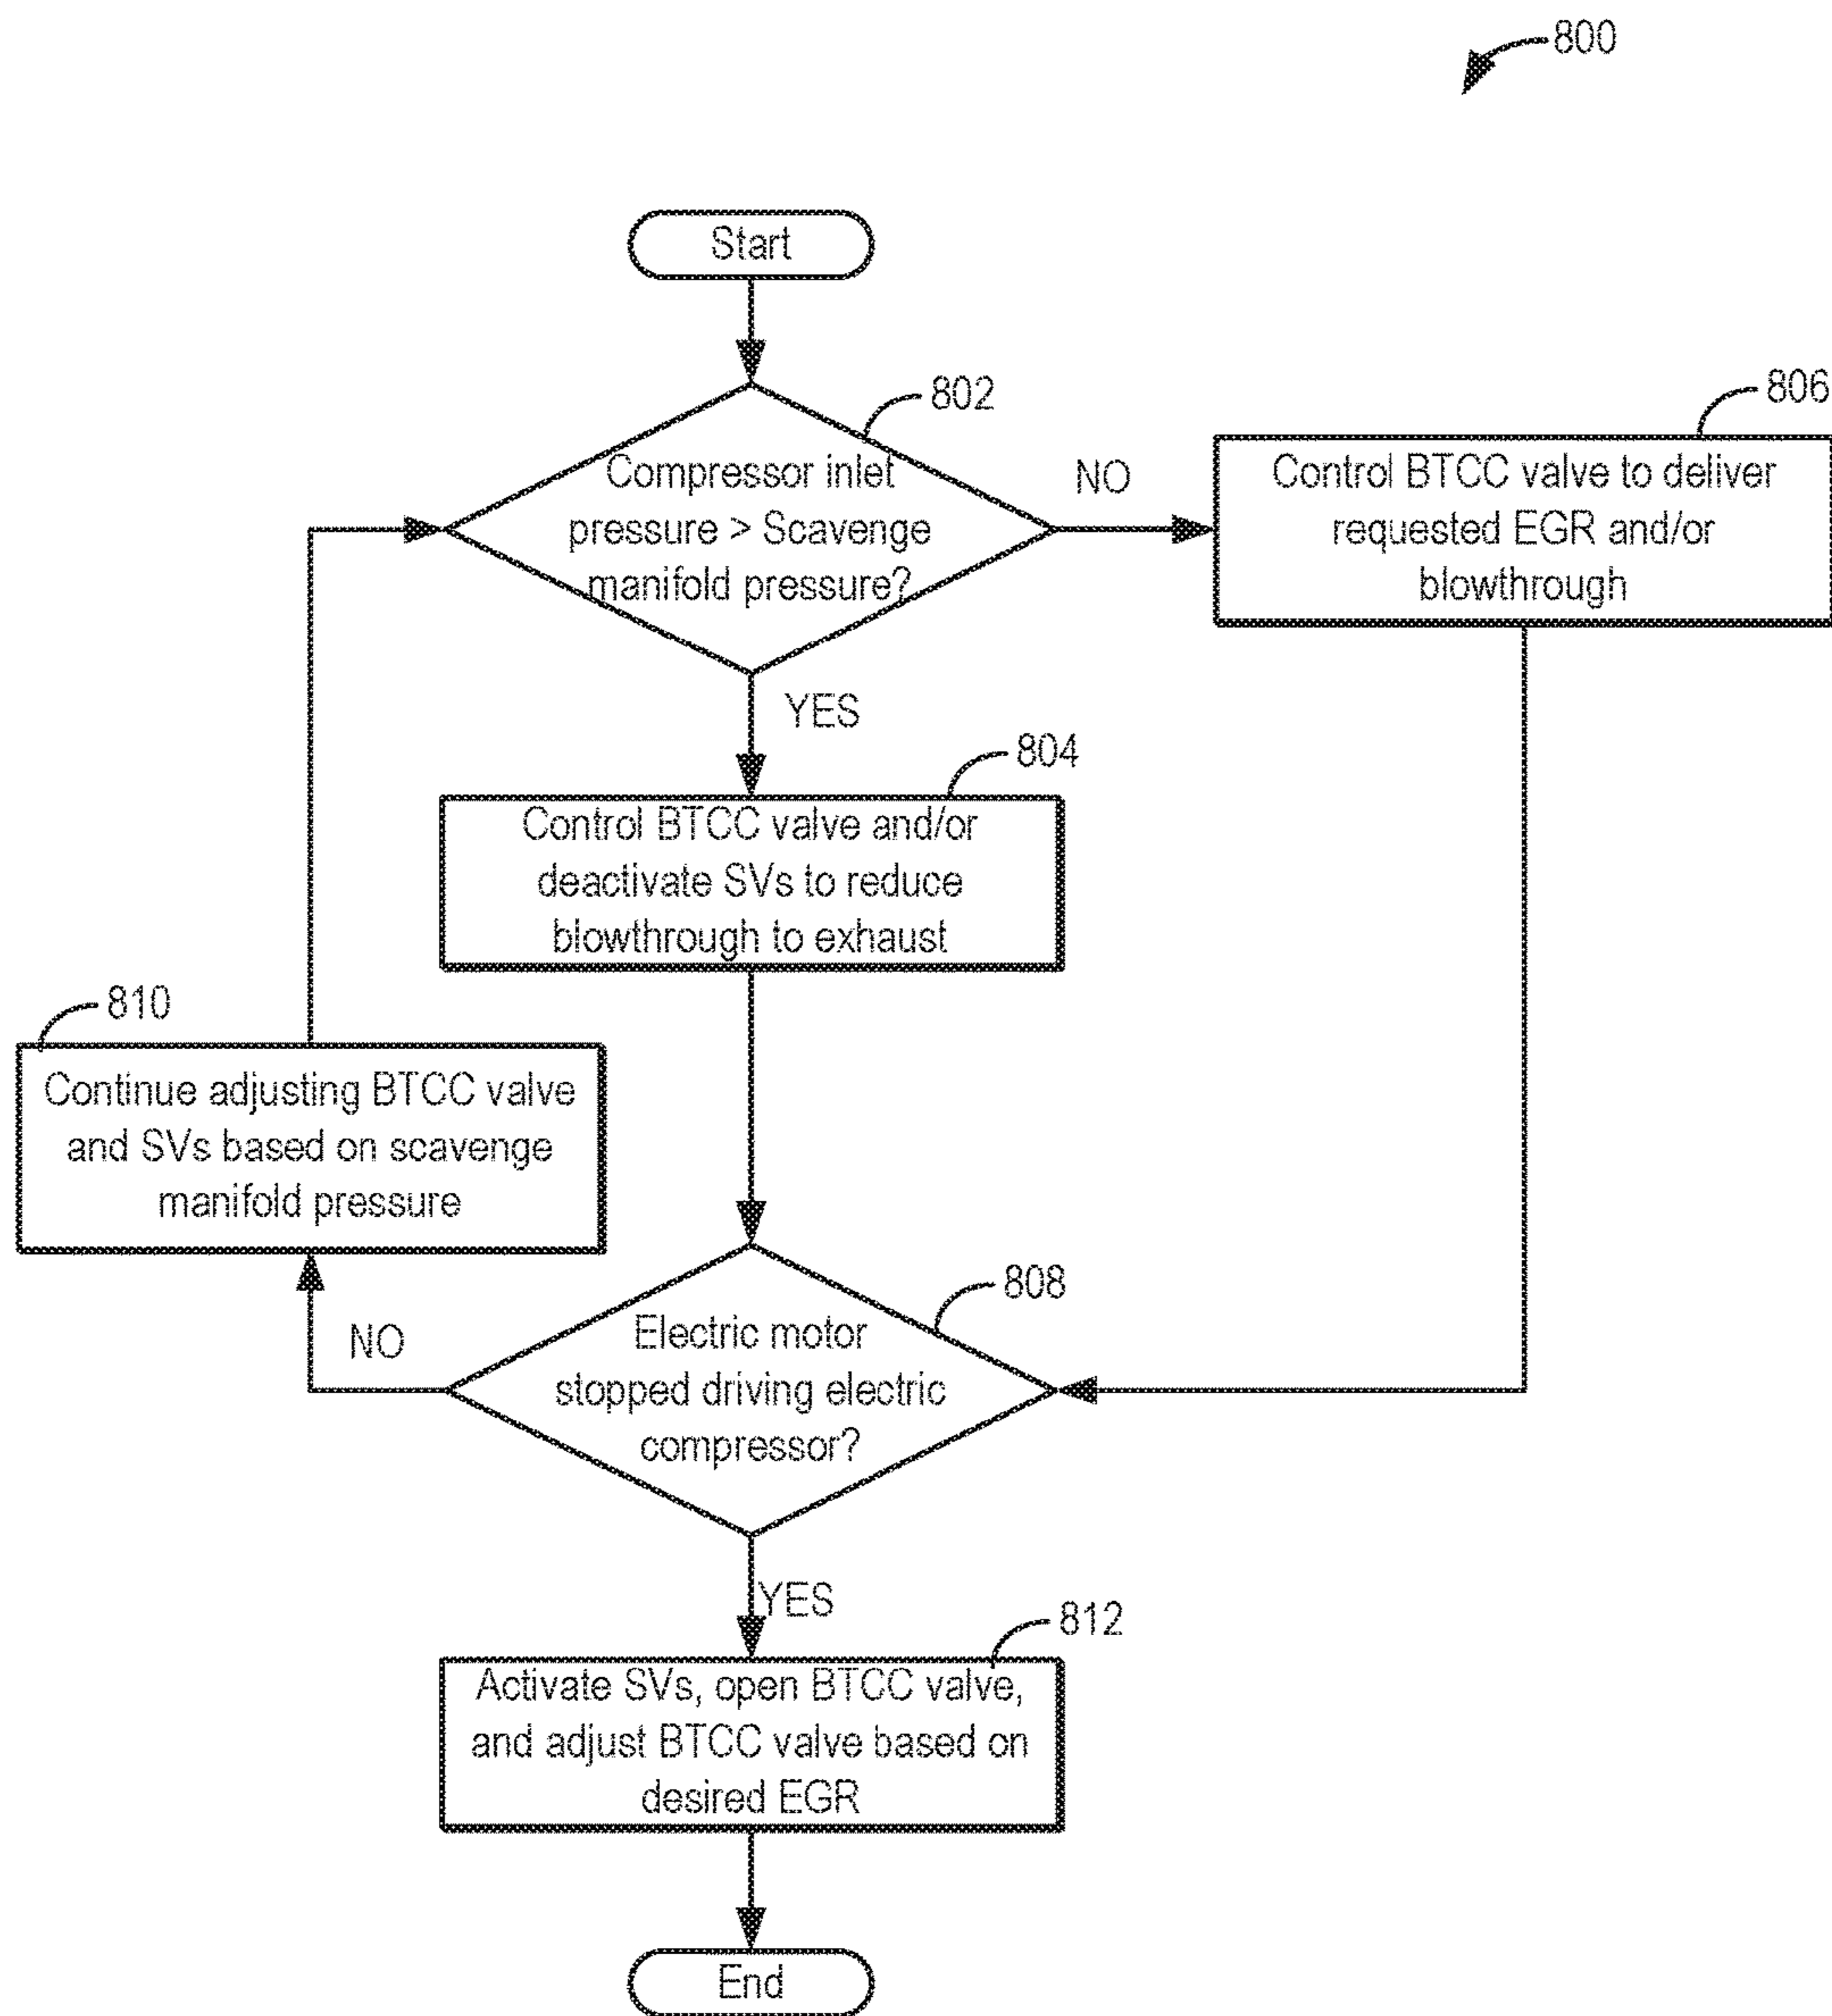 800
Start
802
Compressor inlet
pressure > Scavenge
manifold pressure?
NO
806
Control BTCC valve to deliver
requested EGR and/or
blowthrough
YES
804
Control BTCC valve and/or
deactivate SVs to reduce
blowthrough to exhaust
810
Continue adjusting BTCC valve
and SVs based on scavenge
manifold pressure
808
Electric motor
stopped driving electric
compressor?
NO
YES
812
Activate SVs, open BTCC valve,
and adjust BTCC valve based on
desired EGR
End